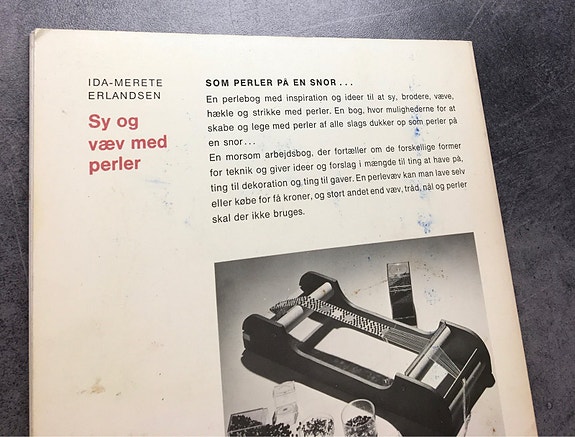 IDA-MERETE
ERLANDSEN
Sy og
væv med
perler
SOM PERLER PÅ EN SNOR...
En perlebog med inspiration og ideer til at sy, brodere, væve,
hækle og strikke med perler. En bog, hvor mulighederne for at
skabe og lege med perler af alle slags dukker op som perler på
en snor...
En morsom arbejdsbog, der fortæller om de forskellige former
for teknik og giver ideer og forslag i mængde til ting at have på,
ting til dekoration og ting til gaver. En perlevæv kan man lave selv
eller købe for få kroner, og stort andet end væv, tråd, nål og perler
skal der ikke bruges.